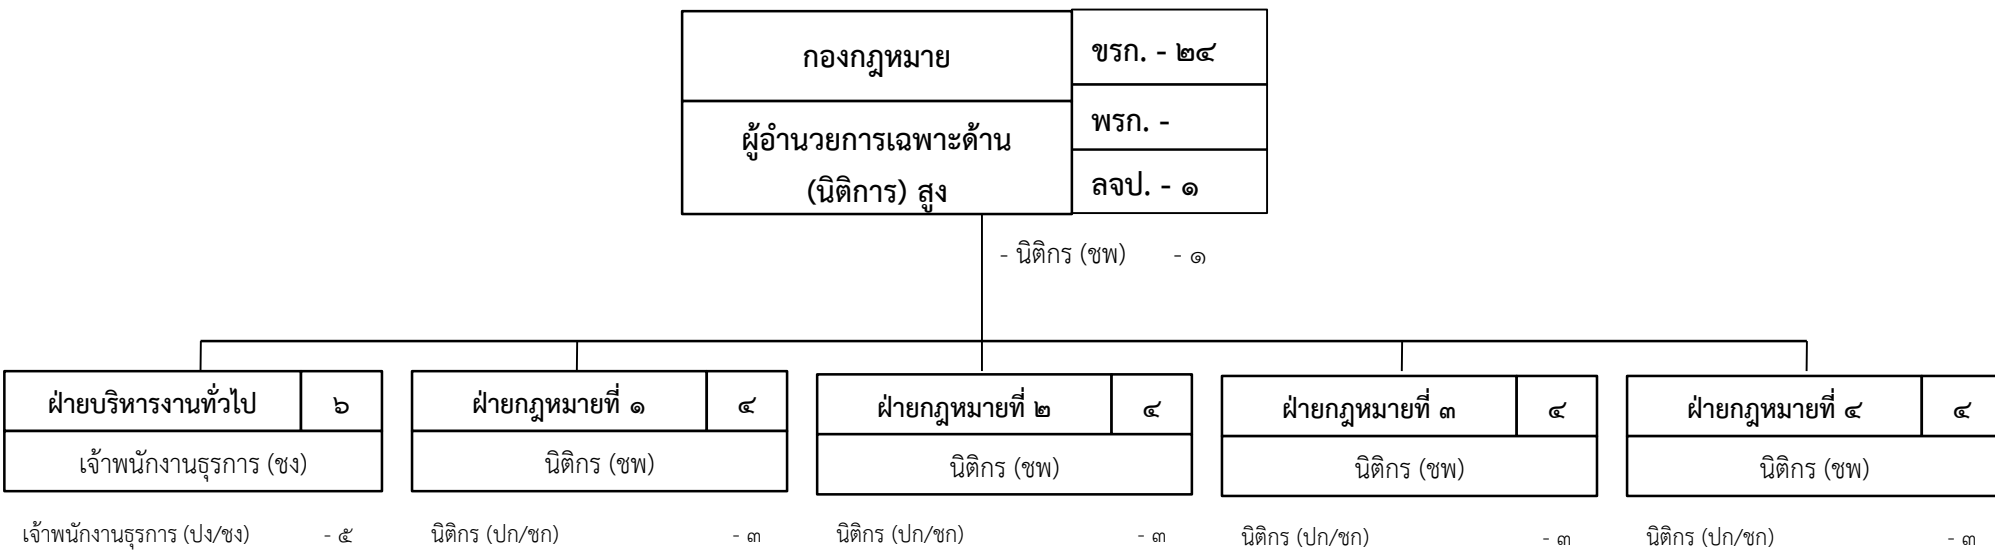 กองกฎหมาย
ขรก. - ๒๔
ผู้อำนวยการเฉพาะด้าน
(นิติการ) สูง
พรก. -
ลจป. - ๑
- นิติกร (ชพ) - ๑
ฝ่ายบริหารงานทั่วไป ๖
เจ้าพนักงานธุรการ (ชง)
เจ้าพนักงานธุรการ (ปง/ชง) - ๕
ฝ่ายกฎหมายที่ ๑ ๔
นิติกร (ชพ)
นิติกร (ปก/ชก) - ๓
ฝ่ายกฎหมายที่ ๒ ๔
นิติกร (ชพ)
นิติกร (ปก/ชก) - ๓
ฝ่ายกฎหมายที่ ๓ ๔
นิติกร (ชพ)
นิติกร (ปก/ชก) - ๓
ฝ่ายกฎหมายที่ ๔ ๔
นิติกร (ชพ)
นิติกร (ปก/ชก) - ๓